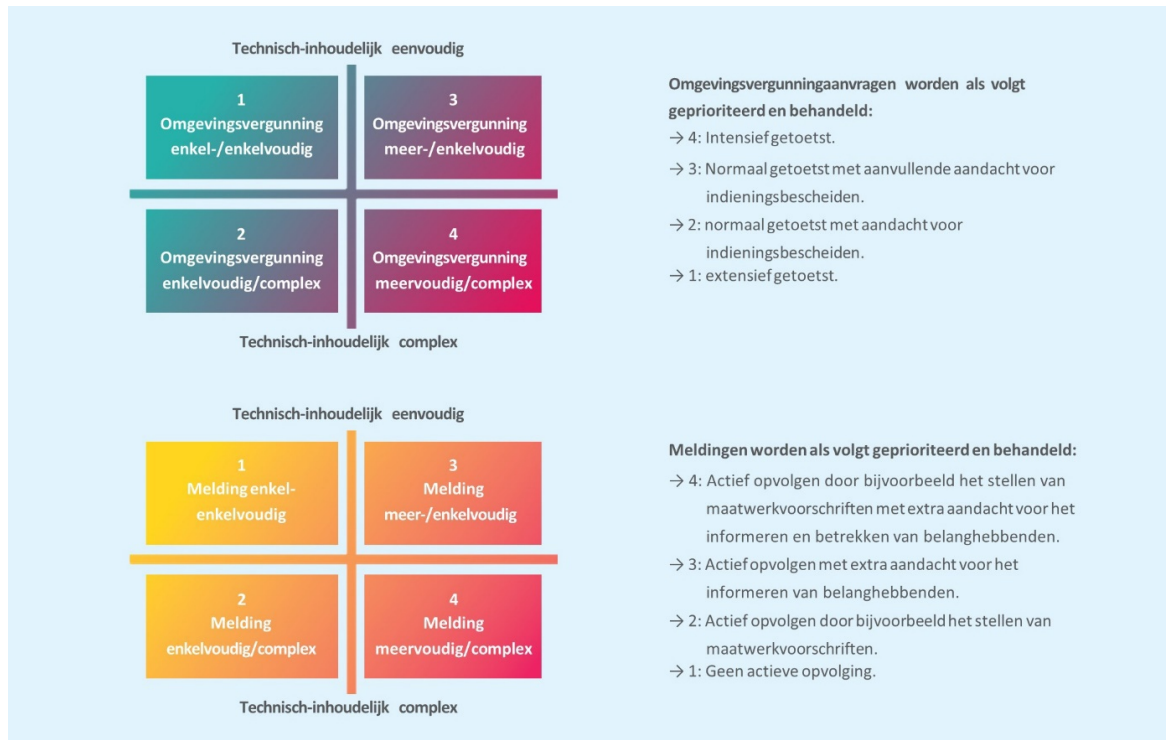 Technisch-inhoudelijk eenvoudig
1
Omgevingsvergunning
enkel-/enkelvoudig
3
Omgevingsvergunning
meer-/enkelvoudig
2
Omgevingsvergunning
enkelvoudig/complex
4
Omgevingsvergunning
meervoudig/complex
Technisch-inhoudelijk complex
Omgevingsvergunningaanvragen worden als volgt
geprioriteerd en behandeld:
→ 4: Intensief getoetst.
→ 3: Normaal getoetst met aanvullende aandacht voor
indieningsbescheiden.
→ 2: normaal getoetst met aandacht voor
indieningsbescheiden.
→ 1: extensief getoetst.
Technisch-inhoudelijk eenvoudig
1
Melding enkel-
enkelvoudig
3
Melding
meer-/enkelvoudig
2
Melding
enkelvoudig/complex
4
Melding
meervoudig/complex
Technisch-inhoudelijk complex
Meldingen worden als volgt geprioriteerd en behandeld:
→ 4: Actief opvolgen door bijvoorbeeld het stellen van
maatwerkvoorschriften met extra aandacht voor het
informeren en betrekken van belanghebbenden.
→ 3: Actief opvolgen met extra aandacht voor het
informeren van belanghebbenden.
→ 2: Actief opvolgen door bijvoorbeeld het stellen van
maatwerkvoorschriften.
→ 1: Geen actieve opvolging.